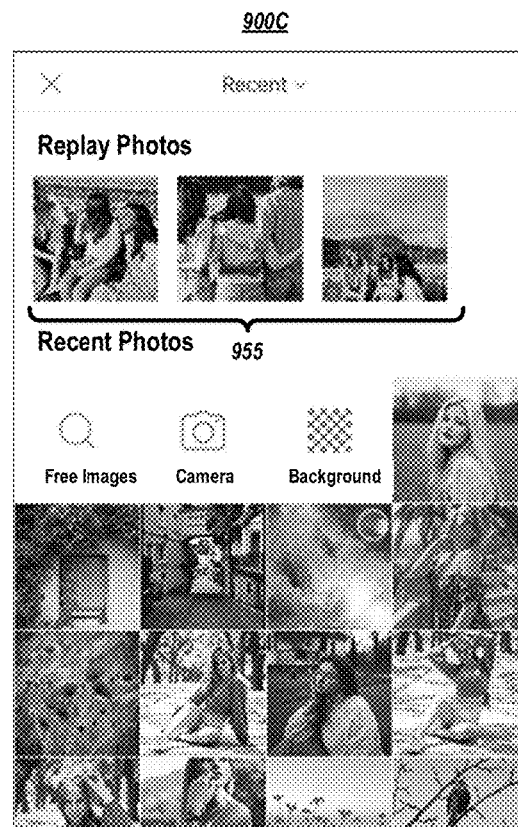 900C
Recent
Replay Photos
955
Recent Photos
Free Images
Camera
Background